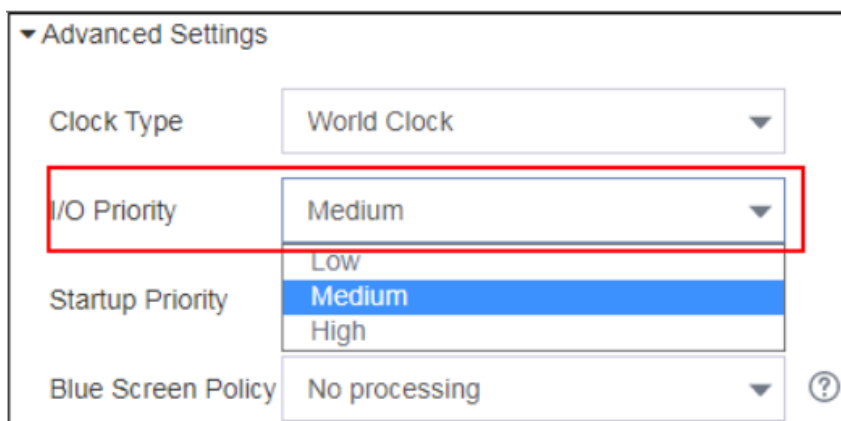 Advanced Settings
Clock Type World Clock
I/O Priority Medium
Low
Startup Priority Medium
High
Blue Screen Policy No processing ?